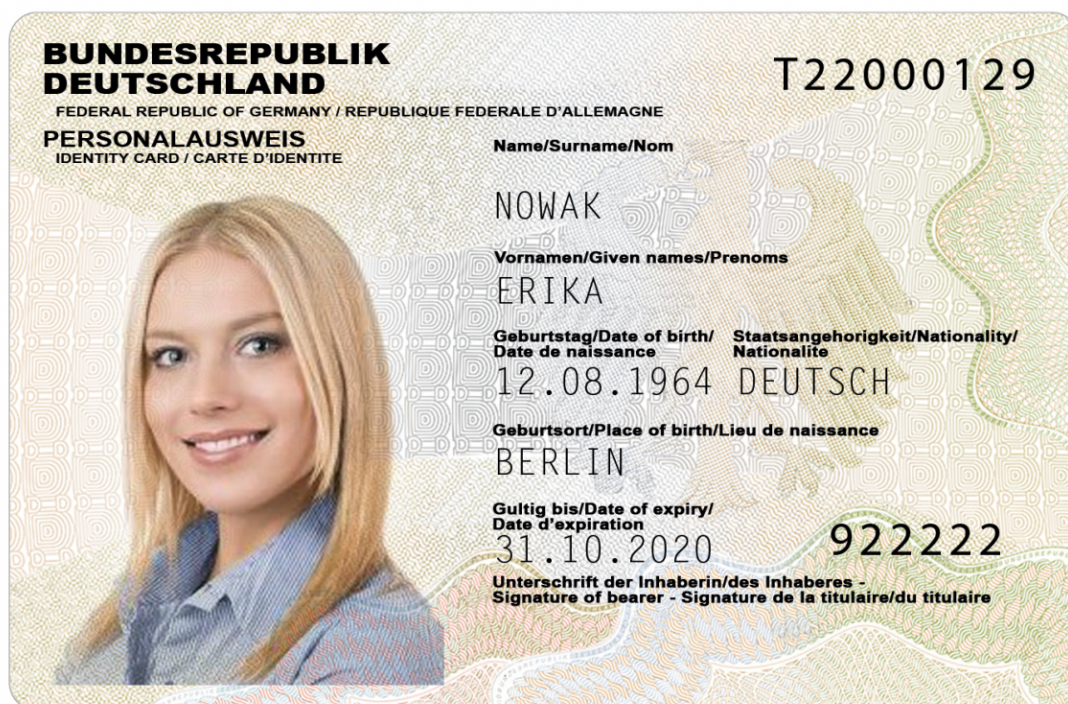 BUNDESREPUBLIK
DEUTSCHLAND
FEDERAL REPUBLIC OF GERMANY / REPUBLIQUE FEDERALE D'ALLEMAGNE
PERSONALAUSWEIS
IDENTITY CARD / CARTE D'IDENTITE
T22000129
Name/Surname/Nom
NOWAK
Vornamen/Given names/Prenoms
ERIKA
Geburtstag/Date of birth/
Date de naissance
12.08.1964
Staatsangehorigkeit/Nationality/
Nationalite
DEUTSCH
Geburtsort/Place of birth/Lieu de naissance
BERLIN
Gultig bis/Date of expiry/
Date d'expiration
31.10.2020
922222
Unterschrift der Inhaberin/des Inhaberes -
Signature of bearer - Signature de la titulaire/du titulaire